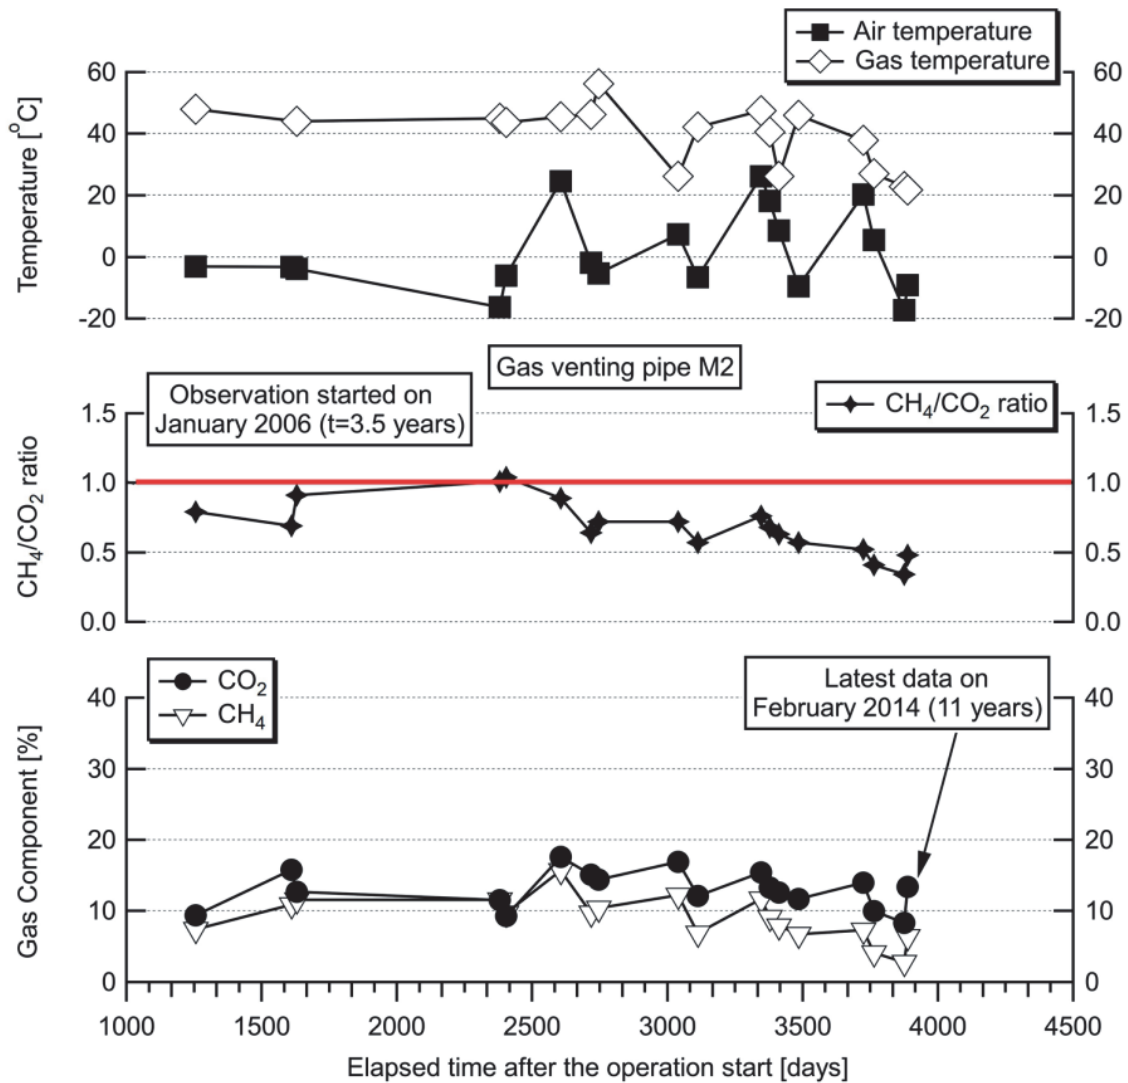 Air temperature
Gas temperature
60
40
20
0
-20
60
40
20
0
-20
Temperature [°C]
Gas venting pipe M2
Observation started on
January 2006 (t=3.5 years)
CH₄/CO₂ ratio
1.5
1.0
0.5
0.0
1.5
1.0
0.5
0.0
CH₄/CO₂ ratio
CO₂
CH₄
Latest data on
February 2014 (11 years)
40
30
20
10
0
40
30
20
10
0
Gas Component [%]
1000 1500 2000 2500 3000 3500 4000 4500
Elapsed time after the operation start [days]